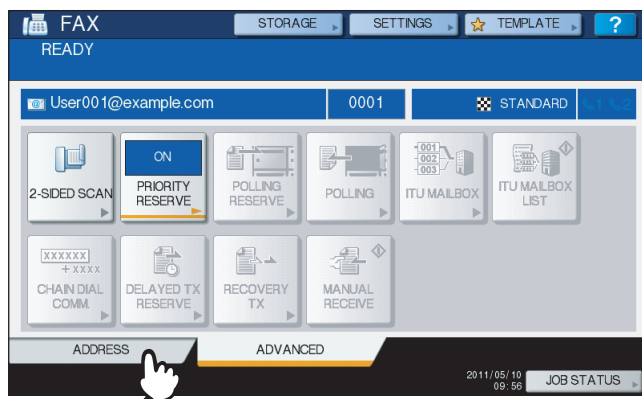 FAX
STORAGE
SETTINGS
TEMPLATE
?
READY
User001@example.com
0001
STANDARD
1
2
2-SIDED SCAN
ON
PRIORITY
RESERVE
POLLING
RESERVE
POLLING
001
002
003
ITU MAILBOX
ITU MAILBOX
LIST
XXXXXX
+ XXXX
CHAIN DIAL
COMM.
DELAYED TX
RESERVE
RECOVERY
TX
MANUAL
RECEIVE
ADDRESS
ADVANCED
2011/05/10
09:56
JOB STATUS